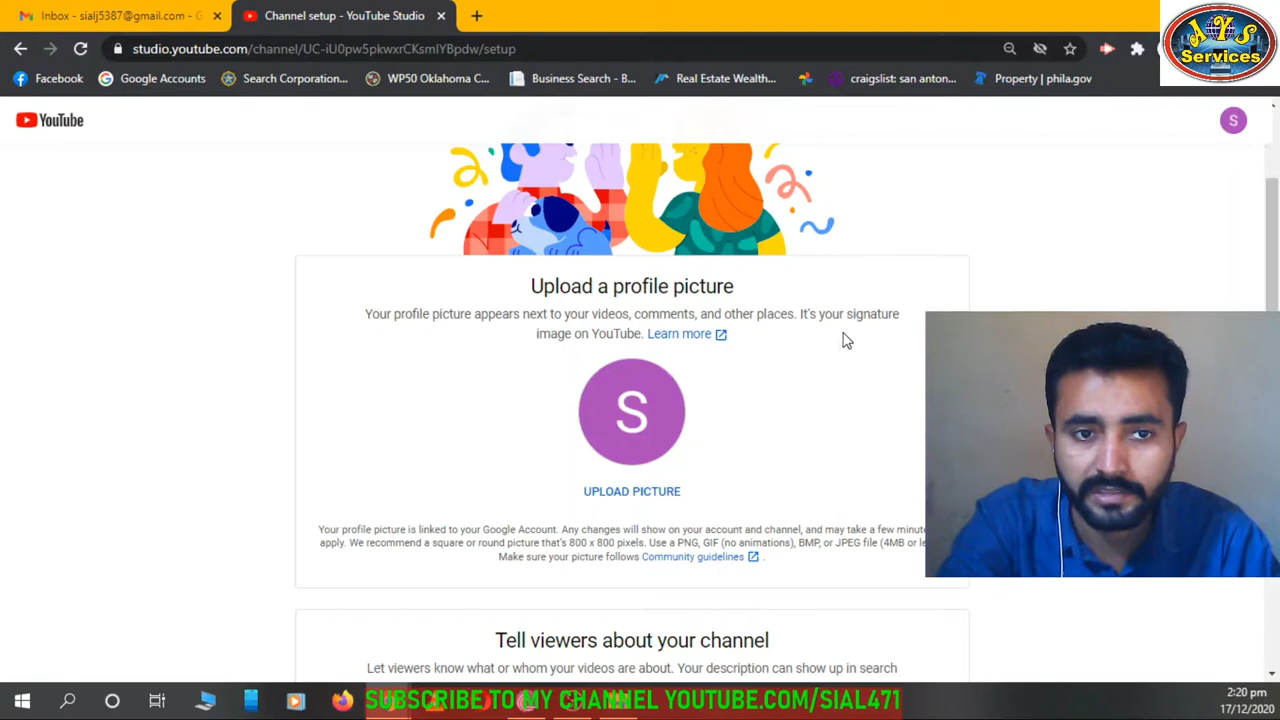 Inbox - sialj5387@gmail.com - G
Channel setup - YouTube Studio
studio.youtube.com/channel/UC-iU0pw5pkwxrCKsmIYBpdw/setup
Facebook
Google Accounts
Search Corporation...
WP50 Oklahoma C...
Business Search - B...
Real Estate Wealth...
craigslist: san anton...
Property | phila.gov
AYS
Services
YouTube
S
Upload a profile picture
Your profile picture appears next to your videos, comments, and other places. It's your signature
image on YouTube. Learn more
S
UPLOAD PICTURE
Your profile picture is linked to your Google Account. Any changes will show on your account and channel, and may take a few minute
apply. We recommend a square or round picture that's 800 x 800 pixels. Use a PNG, GIF (no animations), BMP, or JPEG file (4MB or le
Make sure your picture follows Community guidelines .
Tell viewers about your channel
Let viewers know what or whom your videos are about. Your description can show up in search
SUBSCRIBE TO MY CHANNEL YOUTUBE.COM/SIAL471
2:20 pm
17/12/2020